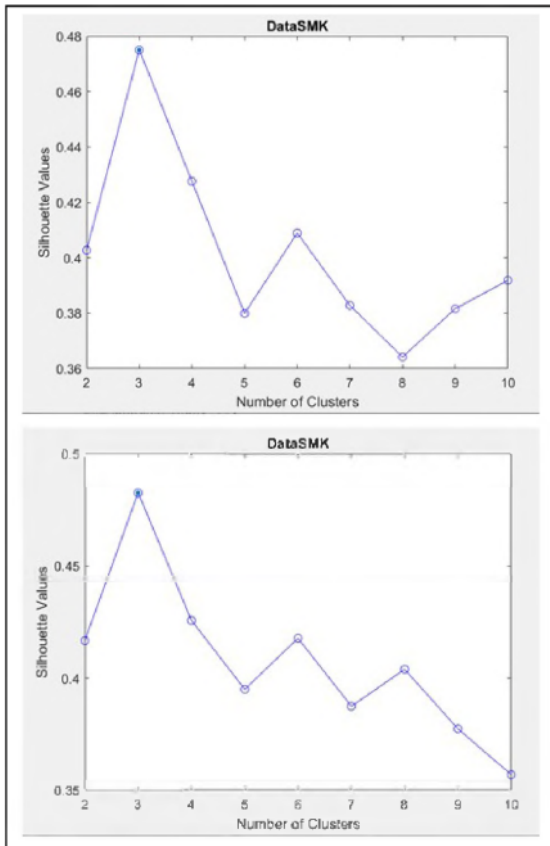 DataSMK
0.48
0.46
0.44
0.42
0.4
0.38
0.36
Silhouette Values
2 3 4 5 6 7 8 9 10
Number of Clusters
DataSMK
0.5
0.45
0.4
0.35
Silhouette Values
2 3 4 5 6 7 8 9 10
Number of Clusters